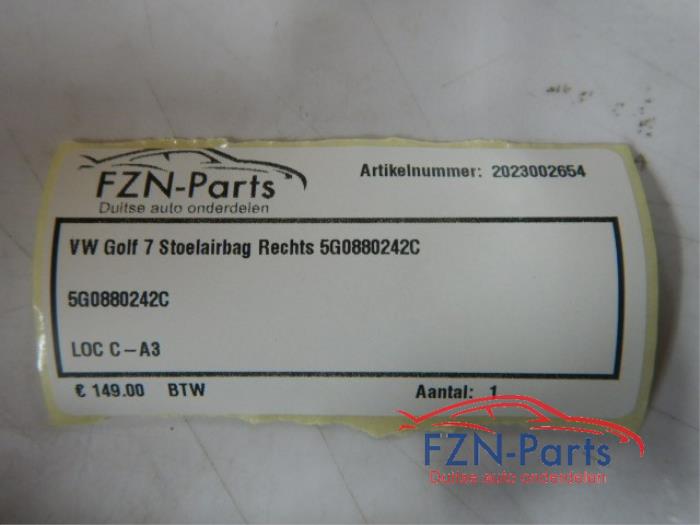 FZN-Parts
Duitse auto onderdelen
Artikelnummer: 2023002654
VW Golf 7 Stoelairbag Rechts 5G0880242C
5G0880242C
LOC C-A3
€ 149.00 BTW
Aantal: 1
FZN-Parts
Duitse auto onderdelen